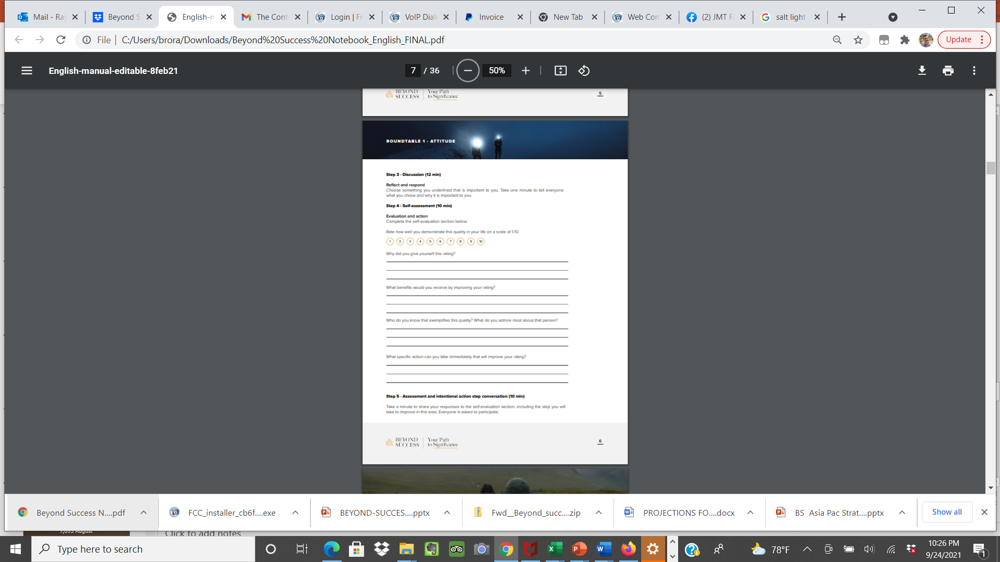 Mail - Ray
Beyond S
English-m
The Cont
Login | Fr
VoIP Diale
Invoice
New Tab
Web Con
(2) JMT Fa
salt light
File
C:/Users/brora/Downloads/Beyond%20Success%20Notebook_English_FINAL.pdf
Update
English-manual-editable-8feb21
7 / 36
50%
BEYOND SUCCESS
Your Path to Significance
5
ROUNDTABLE 1 - ATTITUDE
Step 3 - Discussion (12 min)
Reflect and respond
Choose something you underlined that is important to you. Take one minute to tell everyone
what you chose and why it is important to you.
Step 4 - Self-assessment (10 min)
Evaluation and action
Complete the self-evaluation section below.
Rate how well you demonstrate this quality in your life on a scale of 1-10.
1 2 3 4 5 6 7 8 9 10
Why did you give yourself this rating?
What benefits would you receive by improving your rating?
Who do you know that exemplifies this quality? What do you admire most about that person?
What specific action can you take immediately that will improve your rating?
Step 5 - Assessment and intentional action step conversation (10 min)
Take a minute to share your responses to the self-evaluation section, including the step you will
take to improve in this area. Everyone is asked to participate.
BEYOND SUCCESS
Your Path to Significance
6
Beyond Success N....pdf
FCC_installer_cb6f....exe
BEYOND-SUCCES....pptx
Fwd__Beyond_succ....zip
PROJECTIONS FO....docx
BS Asia Pac Strat....pptx
Show all
7,893 August
Click to add notes
Type here to search
78°F
10:26 PM
9/24/2021
1